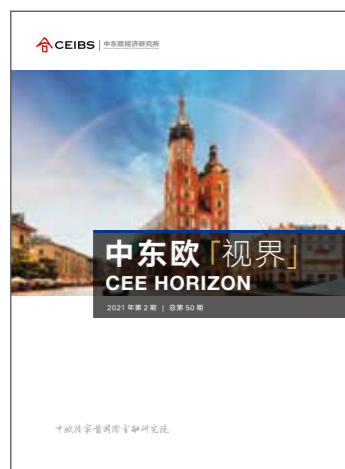 CEIBS | 中东欧经济研究所
中东欧「视界」
CEE HORIZON
2021 年第 2 期 | 总第 50 期
中欧陆家嘴国际金融研究院